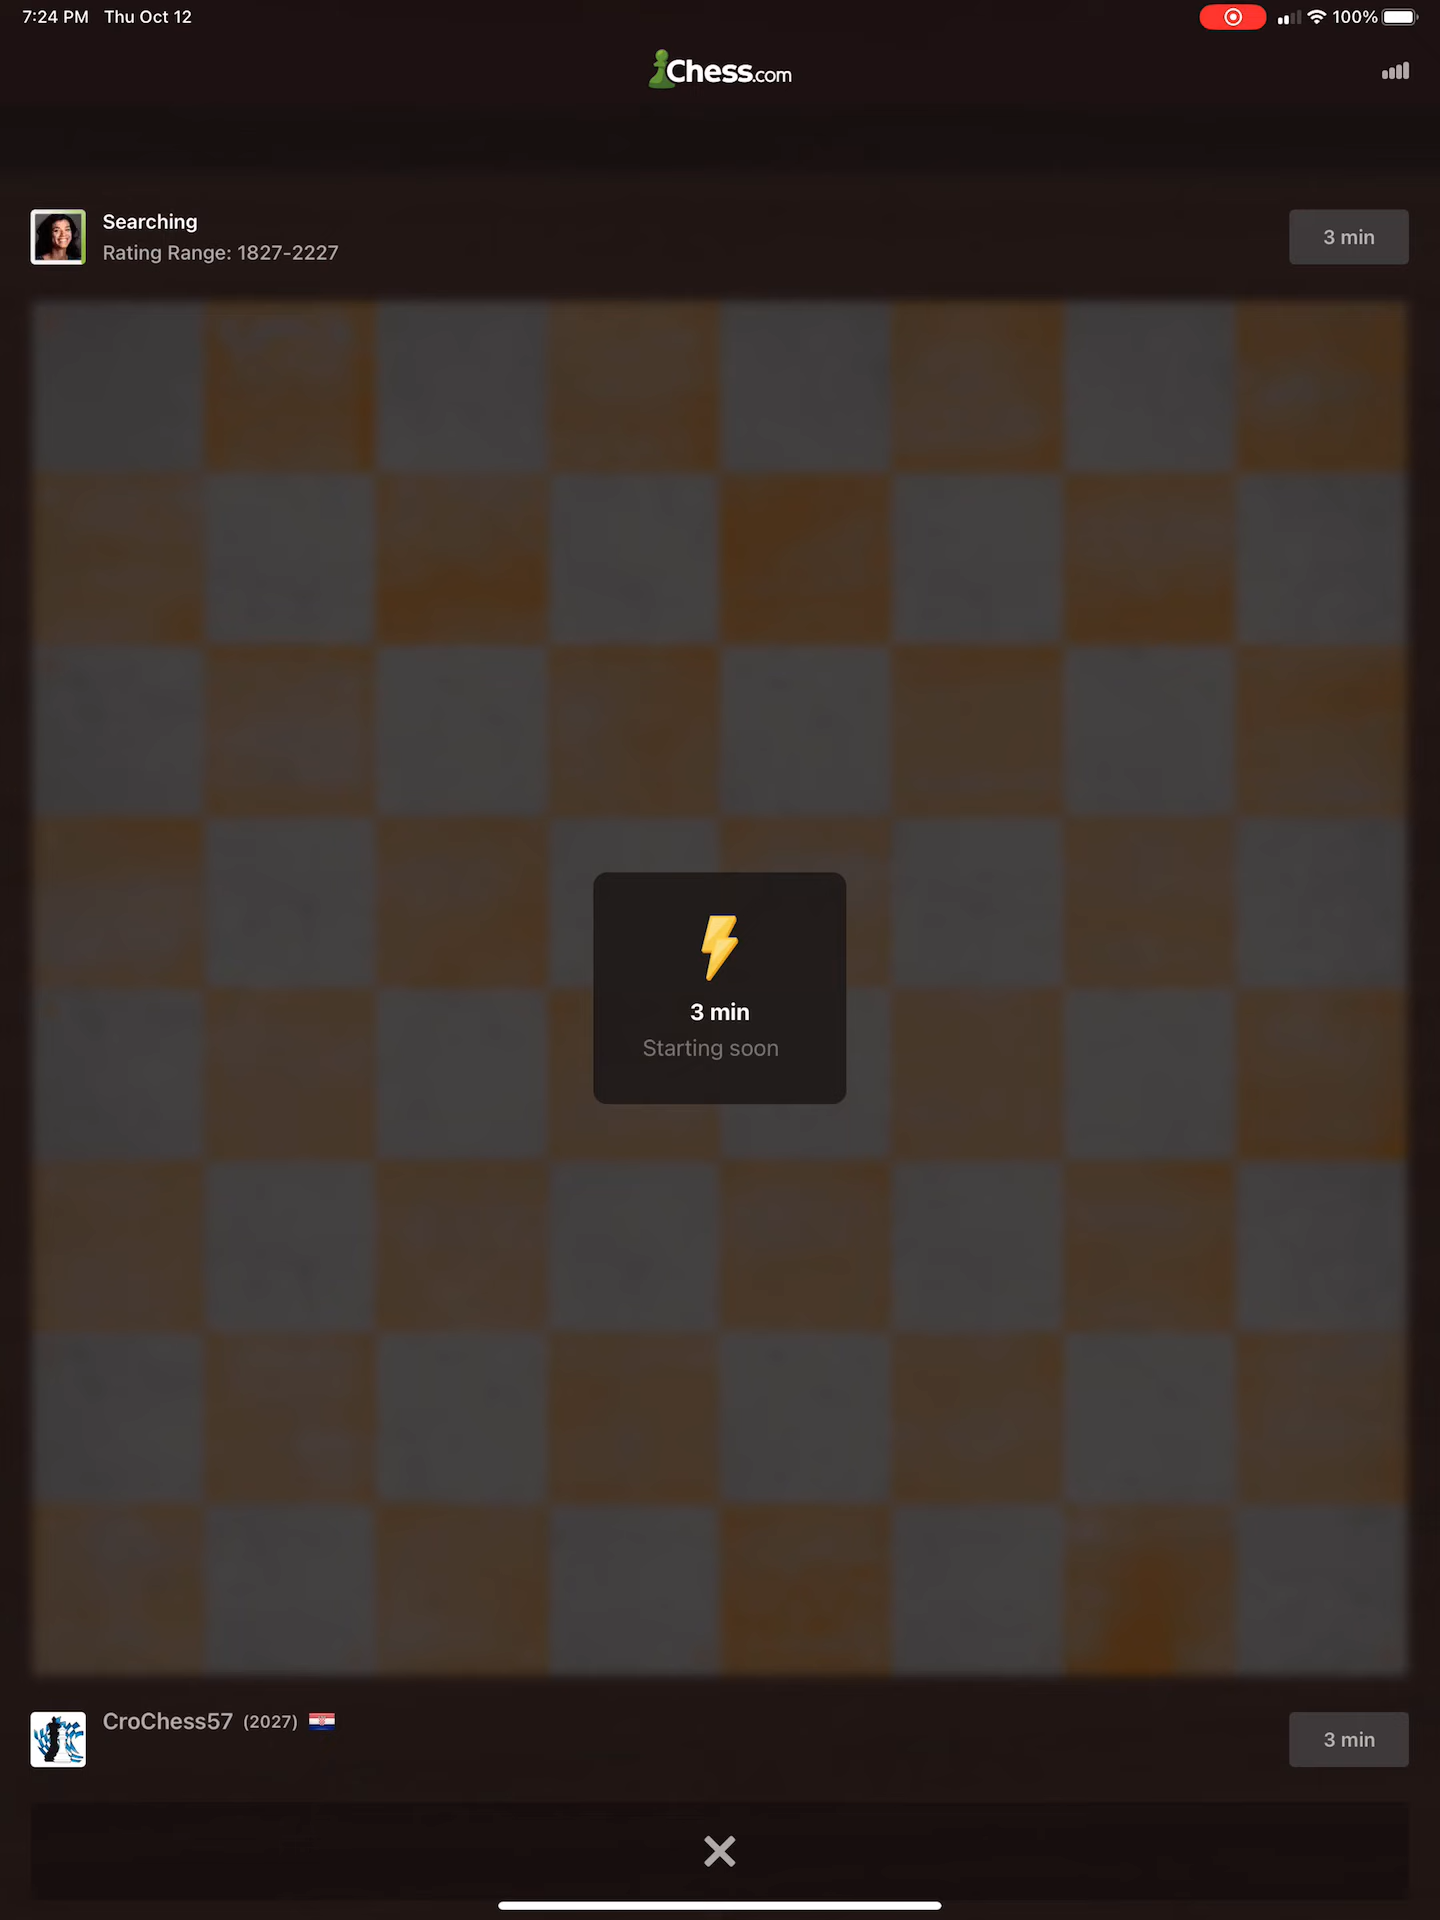 7:24 PM Thu Oct 12
100%
Chess.com
Searching
Rating Range: 1827-2227
3 min
3 min
Starting soon
CroChess57 (2027)
3 min